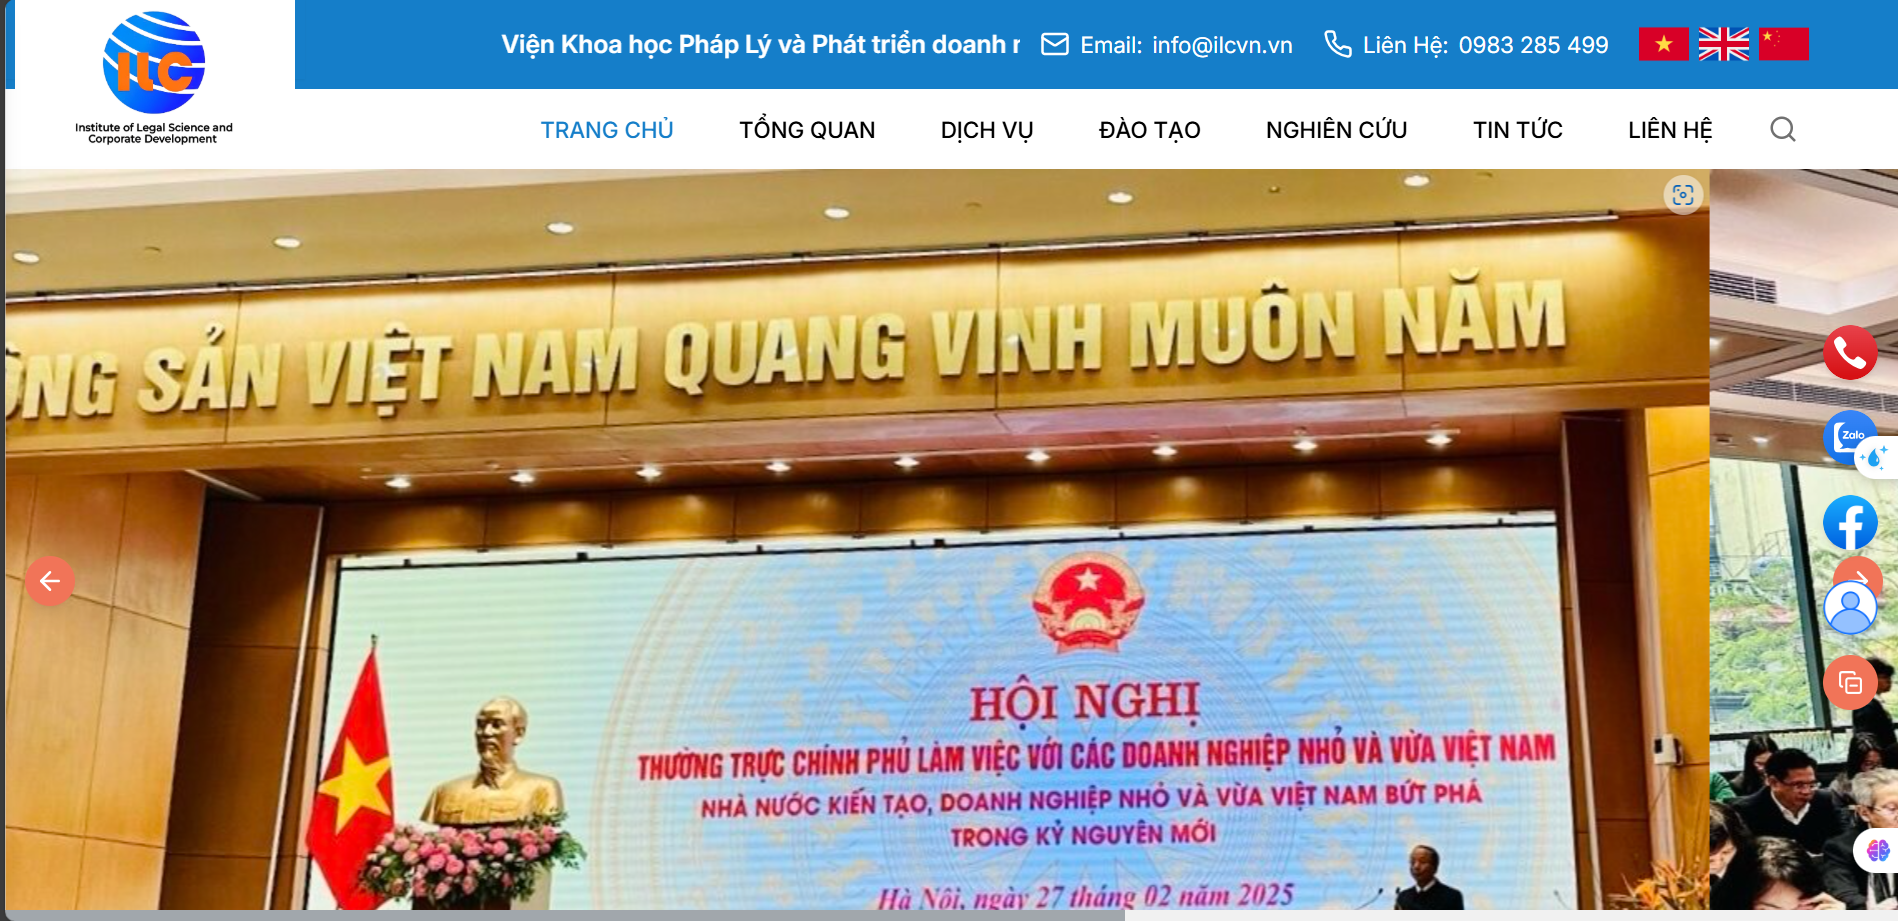 ILC
Institute of Legal Science and
Corporate Development
Viện Khoa học Pháp Lý và Phát triển doanh
Email: info@ilcvn.vn
Liên Hệ: 0983 285 499
TRANG CHỦ
TỔNG QUAN
DỊCH VỤ
ĐÀO TẠO
NGHIÊN CỨU
TIN TỨC
LIÊN HỆ
SẢN VIỆT NAM QUANG VINH MUÔN NĂM
Zalo
HỘI NGHỊ
THƯỜNG TRỰC CHÍNH PHỦ LÀM VIỆC VỚI CÁC DOANH NGHIỆP NHỎ VÀ VỪA VIỆT NAM
NHÀ NƯỚC KIẾN TẠO, DOANH NGHIỆP NHỎ VÀ VỪA VIỆT NAM BỨT PHÁ
TRONG KỶ NGUYÊN MỚI
Hà Nội, ngày 27 tháng 02 năm 2025